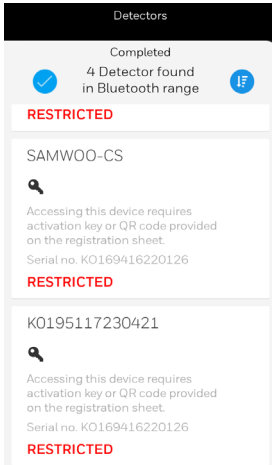 Detectors
Completed
4 Detector found
in Bluetooth range
RESTRICTED
SAMWOO-CS
Accessing this device requires
activation key or QR code provided
on the registration sheet.
Serial no. KO169416220126
RESTRICTED
K0195117230421
Accessing this device requires
activation key or QR code provided
on the registration sheet.
Serial no. KO169416220126
RESTRICTED